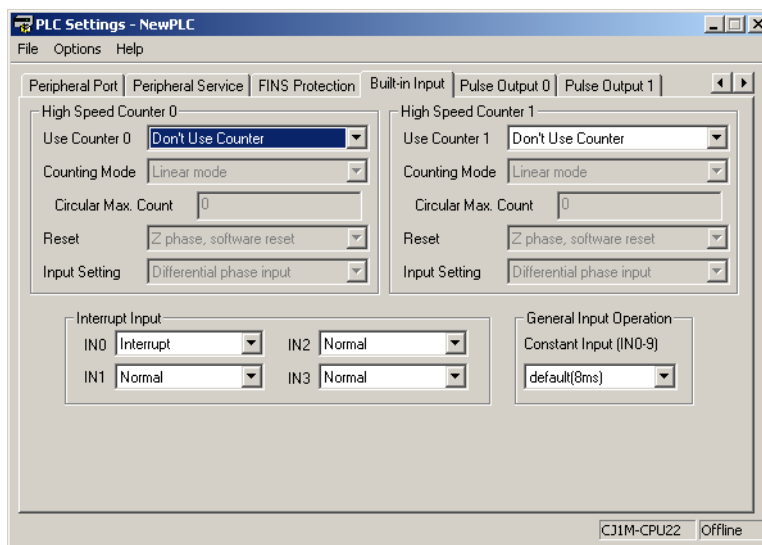 PLC Settings - NewPLC
File Options Help
Peripheral Port Peripheral Service FINS Protection Built-in Input Pulse Output 0 Pulse Output 1
High Speed Counter 0
Use Counter 0 Don't Use Counter
Counting Mode Linear mode
Circular Max. Count 0
Reset Z phase, software reset
Input Setting Differential phase input
High Speed Counter 1
Use Counter 1 Don't Use Counter
Counting Mode Linear mode
Circular Max. Count 0
Reset Z phase, software reset
Input Setting Differential phase input
Interrupt Input
IN0 Interrupt IN2 Normal
IN1 Normal IN3 Normal
General Input Operation
Constant Input (IN0-9)
default(8ms)
CJ1M-CPU22 Offline